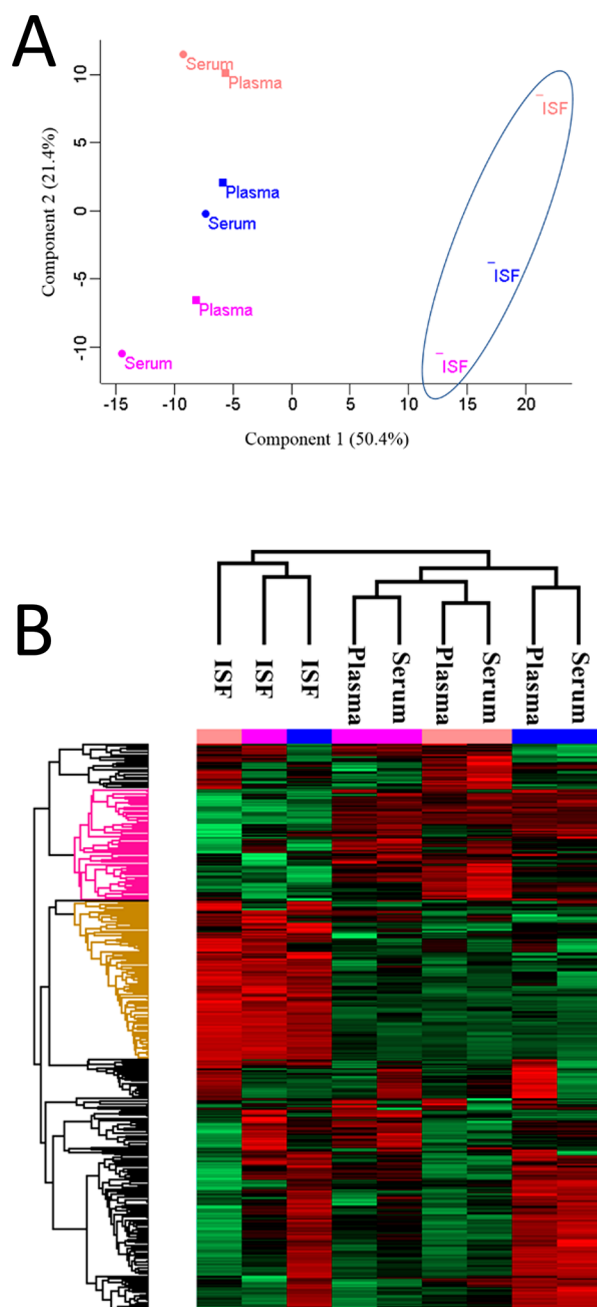 A
Component 2 (21.4%)
10
5
0
-5
-10
Serum
Plasma
ISF
Plasma
Serum
ISF
Plasma
Serum
ISF
-15
-10
-5
0
5
10
15
20
Component 1 (50.4%)
B
ISF
ISF
ISF
Plasma
Serum
Plasma
Serum
Plasma
Serum